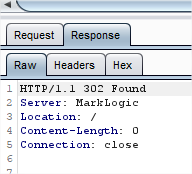 Request Response
Raw Headers Hex
1 HTTP/1.1 302 Found
2 Server: MarkLogic
3 Location: /
4 Content-Length: 0
5 Connection: close
6
7